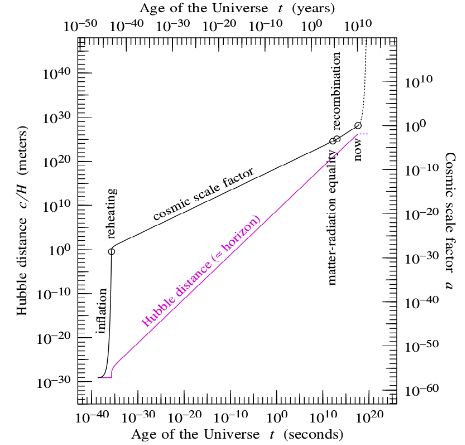 Age of the Universe t (years)
10⁻⁵⁰ 10⁻⁴⁰ 10⁻³⁰ 10⁻²⁰ 10⁻¹⁰ 10⁰ 10¹⁰
Hubble distance c/H (meters)
10⁴⁰
10³⁰
10²⁰
10¹⁰
10⁰
10⁻¹⁰
10⁻²⁰
10⁻³⁰
inflation
reheating
cosmic scale factor
Hubble distance (≈ horizon)
matter-radiation equality
recombination
now
10¹⁰
10⁰
10⁻¹⁰
10⁻²⁰
10⁻³⁰
10⁻⁴⁰
10⁻⁵⁰
10⁻⁶⁰
Cosmic scale factor a
10⁻⁴⁰ 10⁻³⁰ 10⁻²⁰ 10⁻¹⁰ 10⁰ 10¹⁰ 10²⁰
Age of the Universe t (seconds)